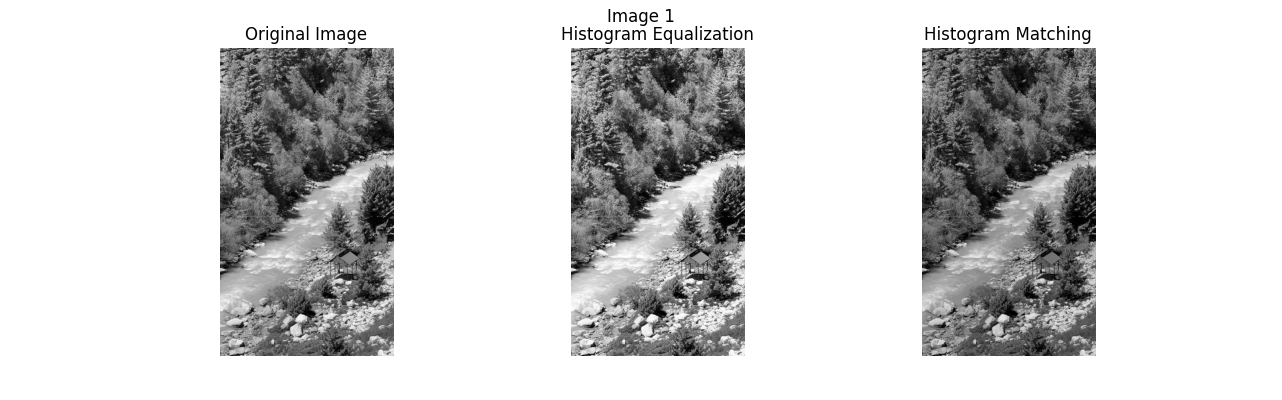 Image 1
Original Image
Histogram Equalization
Histogram Matching